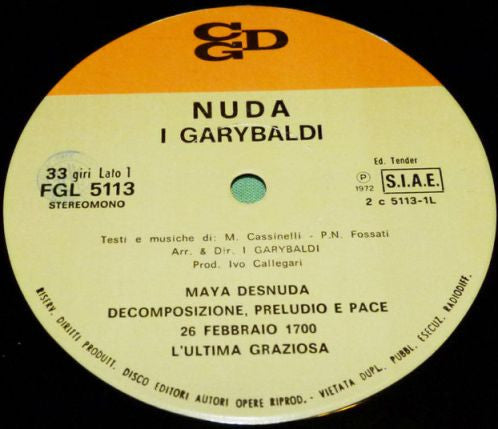 CGD
NUDA
I GARYBALDI
33 giri Lato 1
FGL 5113
STEREOMONO
Ed. Tender
P
1972
S.I.A.E.
2 c 5113-1L
Testi e musiche di: M. Cassinelli - P.N. Fossati
Arr. & Dir. I GARYBALDI
Prod. Ivo Callegari
MAYA DESNUDA
DECOMPOSIZIONE, PRELUDIO E PACE
26 FEBBRAIO 1700
L'ULTIMA GRAZIOSA
RISERV. DIRITTI PRODUTT. DISCO EDITORI AUTORI OPERE RIPROD. - VIETATA DUPL. PUBBL. ESECUZ. RADIODIFF.